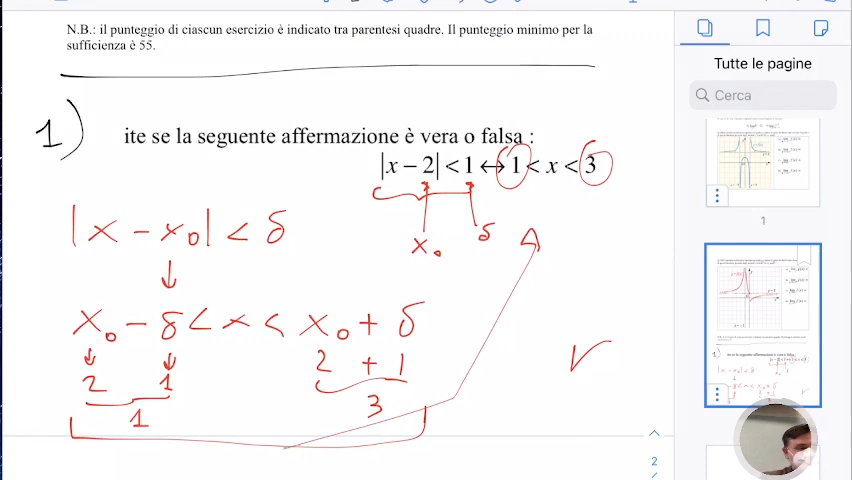 N.B.: il punteggio di ciascun esercizio è indicato tra parentesi quadre. Il punteggio minimo per la
sufficienza è 55.
1)
ite se la seguente affermazione è vera o falsa :
|x − 2| < 1 ↔ 1 < x < 3
|x - x₀| < δ
x₀ δ
↓
x₀ - δ < x < x₀ + δ
↓ ↓ 2 + 1
2 1
1 3
V
2
Tutte le pagine
Cerca
1